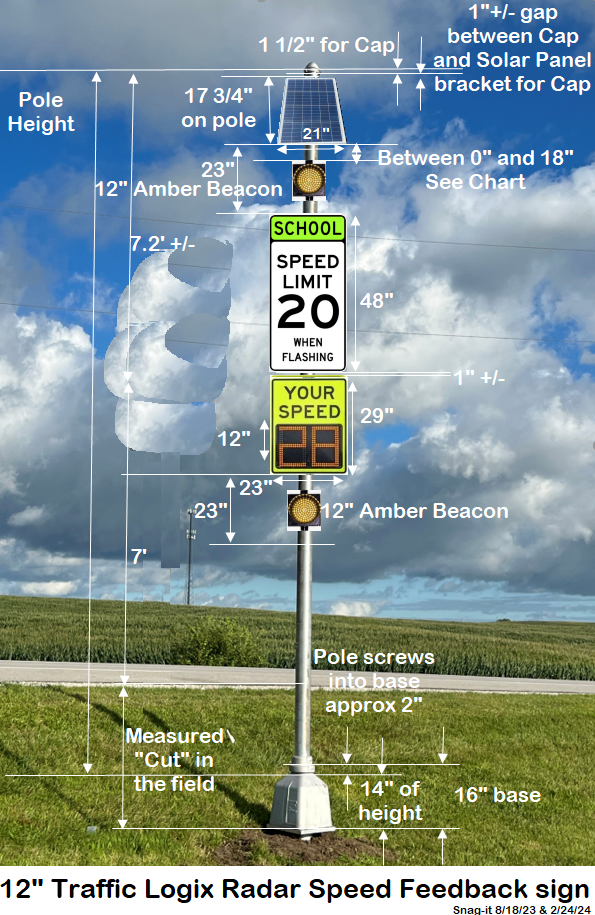 1"+/- gap
between Cap
and Solar Panel
bracket for Cap
1 1/2" for Cap
Pole
Height
17 3/4"
on pole
21"
Between 0" and 18"
See Chart
23"
12" Amber Beacon
SCHOOL
SPEED
LIMIT
20
WHEN
FLASHING
7.2' +/-
48"
1" +/-
YOUR
SPEED
28
29"
12"
23"
23"
12" Amber Beacon
7'
Pole screws
into base
approx 2"
Measured
"Cut" in
the field
14" of
height
16" base
12" Traffic Logix Radar Speed Feedback sign
Snag-it 8/18/23 & 2/24/24